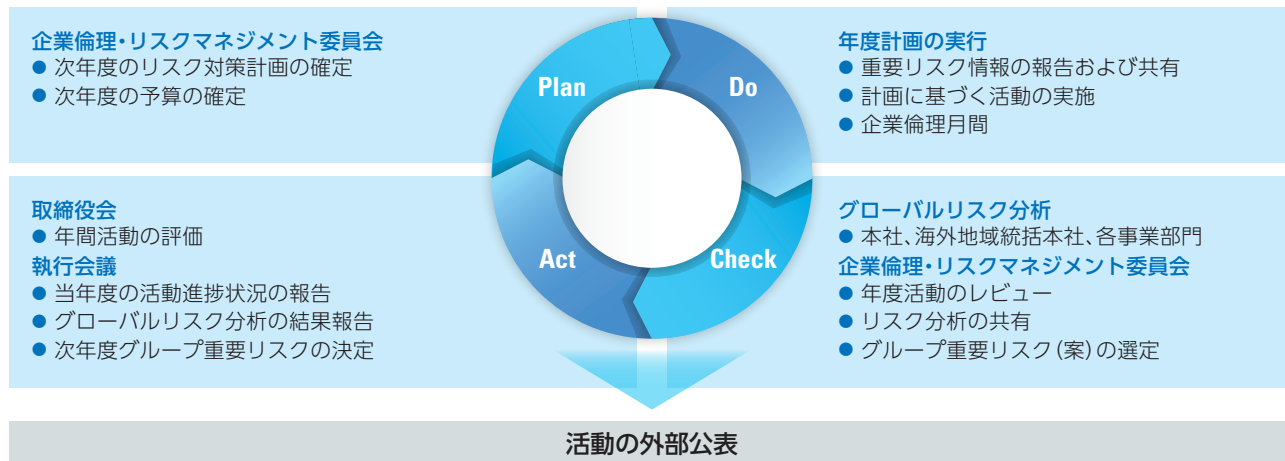 企業倫理・リスクマネジメント委員会
● 次年度のリスク対策計画の確定
● 次年度の予算の確定
Plan
Do
年度計画の実行
● 重要リスク情報の報告および共有
● 計画に基づく活動の実施
● 企業倫理月間
取締役会
● 年間活動の評価
執行会議
● 当年度の活動進捗状況の報告
● グローバルリスク分析の結果報告
● 次年度グループ重要リスクの決定
Act
Check
グローバルリスク分析
● 本社、海外地域統括本社、各事業部門
企業倫理・リスクマネジメント委員会
● 年度活動のレビュー
● リスク分析の共有
● グループ重要リスク(案)の選定
活動の外部公表